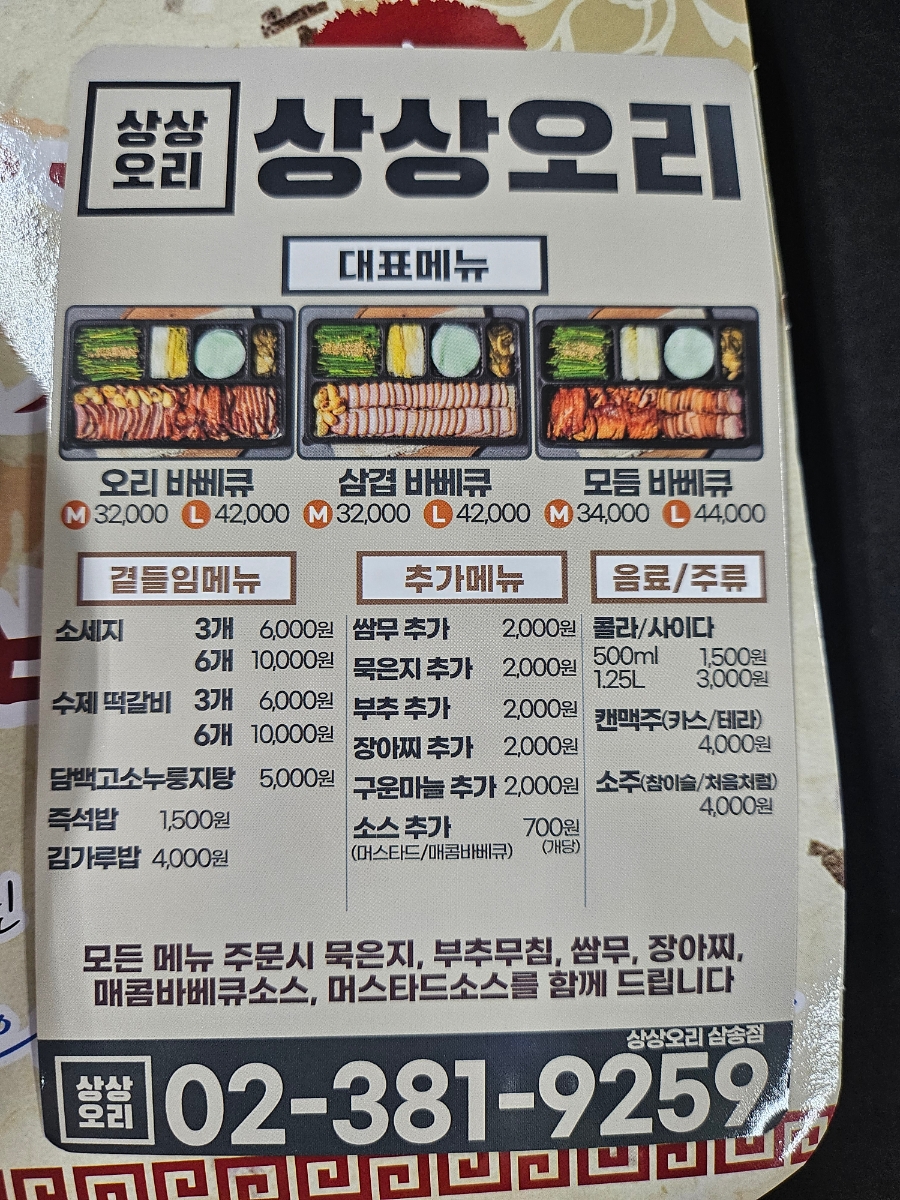 상상
오리
상상오리
대표메뉴
오리 바베큐
M 32,000 L 42,000
삼겹 바베큐
M 32,000 L 42,000
모듬 바베큐
M 34,000 L 44,000
곁들임메뉴
소세지 3개 6,000원
6개 10,000원
수제 떡갈비 3개 6,000원
6개 10,000원
담백고소누룽지탕 5,000원
즉석밥 1,500원
김가루밥 4,000원
추가메뉴
쌈무 추가 2,000원
묵은지 추가 2,000원
부추 추가 2,000원
장아찌 추가 2,000원
구운마늘 추가 2,000원
소스 추가 700원
(머스타드/매콤바베큐) (개당)
음료/주류
콜라/사이다
500ml 1,500원
1.25L 3,000원
캔맥주(카스/테라)
4,000원
소주(참이슬/처음처럼)
4,000원
모든 메뉴 주문시 묵은지, 부추무침, 쌈무, 장아찌,
매콤바베큐소스, 머스타드소스를 함께 드립니다
상상오리 삼송점
상상
오리
02-381-9259